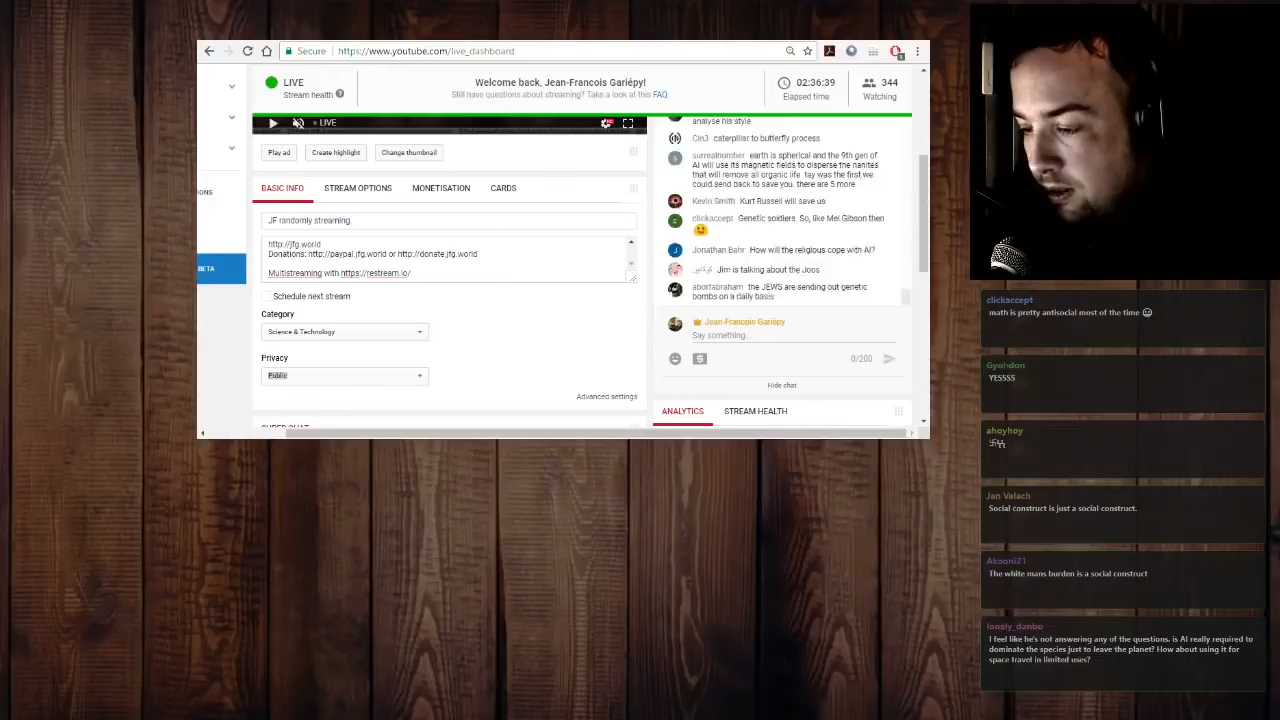 Secure
https://www.youtube.com/live_dashboard
LIVE
Stream health
Welcome back, Jean-Francois Gariépy!
Still have questions about streaming? Take a look at this FAQ.
02:36:39
Elapsed time
344
Watching
LIVE
Play ad
Create highlight
Change thumbnail
BASIC INFO
STREAM OPTIONS
MONETISATION
CARDS
JF randomly streaming.
http://jfg.world
Donations: http://paypal.jfg.world or http://donate.jfg.world
Multistreaming with https://restream.io/
Schedule next stream
Category
Science & Technology
Privacy
Public
Advanced settings
BETA
analyse his style.
Cin3 caterpillar to butterfly process
surrealnumber earth is spherical and the 9th gen of
AI will use its magnetic fields to disperse the nanites
that will remove all organic life tay was the first we
could send back to save you. there are 5 more
Kevin Smith Kurt Russell will save us
clickaccept Genetic soldiers So, like Mel Gibson then
Jonathan Bahr How will the religious cope with AI?
Jim is talking about the Joos
abortabraham the JEWS are sending out genetic
bombs on a daily basis
Jean-Francois Gariépy
Say something...
0/200
Hide chat
ANALYTICS
STREAM HEALTH
clickaccept
math is pretty antisocial most of the time
Gyohdon
YESSSS
ahoyhoy
Jan Valach
Social construct is just a social construct.
Akooni21
The white mans burden is a social construct
lonely_danbo
I feel like he's not answering any of the questions. is AI really required to
dominate the species just to leave the planet? How about using it for
space travel in limited uses?